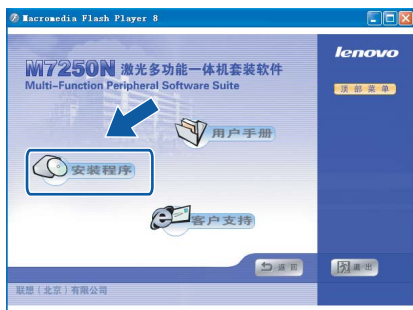 Macromedia Flash Player 8
lenovo
M7250N 激光多功能一体机套装软件
Multi-Function Peripheral Software Suite
顶部菜单
用户手册
安装程序
客户支持
返回
退出
联想(北京)有限公司